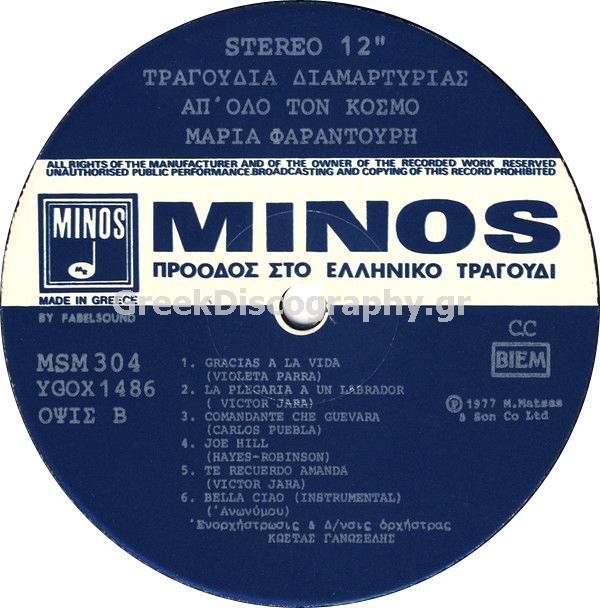 STEREO 12"
ΤΡΑΓΟΥΔΙΑ ΔΙΑΜΑΡΤΥΡΙΑΣ
ΑΠ'ΟΛΟ ΤΟΝ ΚΟΣΜΟ
ΜΑΡΙΑ ΦΑΡΑΝΤΟΥΡΗ
ALL RIGHTS OF THE MANUFACTURER AND OF THE OWNER OF THE RECORDED WORK RESERVED
UNAUTHORISED PUBLIC PERFORMANCE.BROADCASTING AND COPYING OF THIS RECORD PROHIBITED
MINOS
MINOS
ΠΡΟΟΔΟΣ ΣΤΟ ΕΛΛΗΝΙΚΟ ΤΡΑΓΟΥΔΙ
MADE IN GREECE
GreekDiscography.gr
BY FABELSOUND
CC
BIEM
MSM 304
YGOX1486
ΟΨΙΣ Β
1. GRACIAS A LA VIDA
(VIOLETA PARRA)
2. LA PLEGARIA A UN LABRADOR
( VICTOR JARA)
3. COMANDANTE CHE GUEVARA
(CARLOS PUEBLA)
4. JOE HILL
(HAYES-ROBINSON)
5. TE RECUERDO AMANDA
(VICTOR JARA)
6. BELLA CIAO (INSTRUMENTAL)
('Ανωνύμου)
Ⓟ 1977 M.Matsas
& Son Co Ltd
'Ενορχήστρωσις & Δ/νσις ὀρχήστρας
ΚΩΣΤΑΣ ΓΑΝΩΣΕΛΗΣ